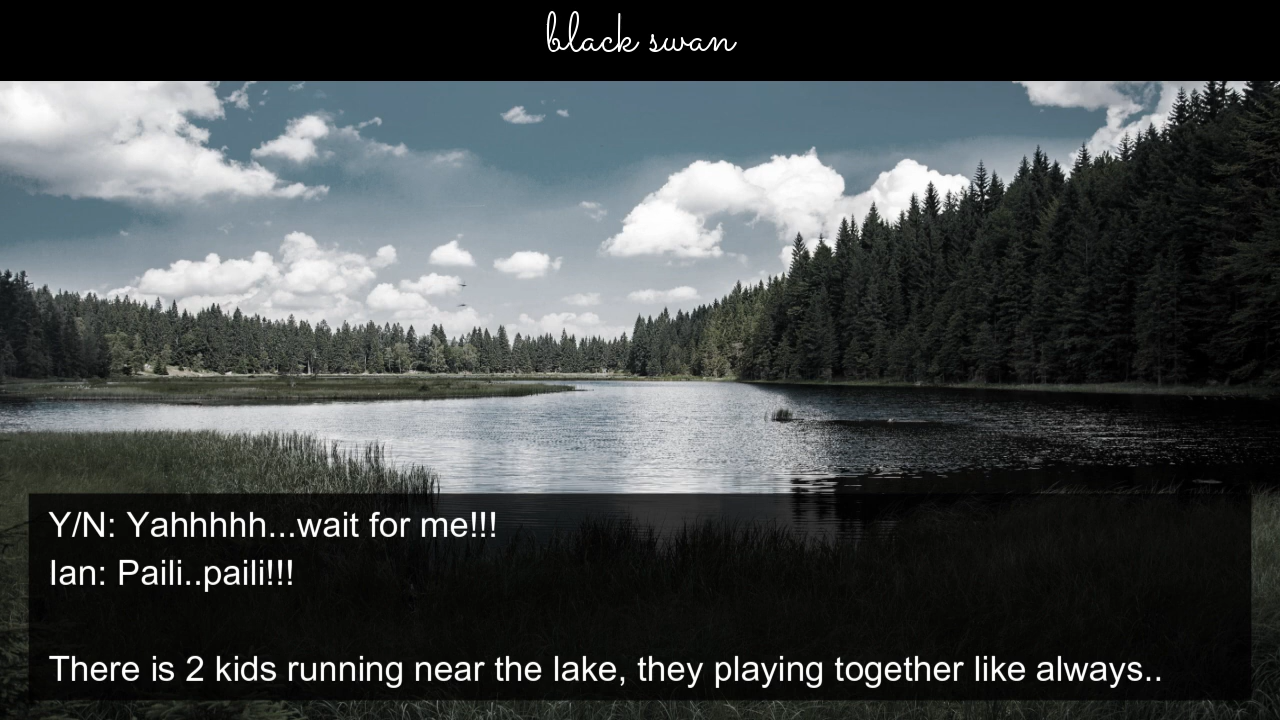 black swan
Y/N: Yahhhhh...wait for me!!!
Ian: Paili..paili!!!
There is 2 kids running near the lake, they playing together like always..